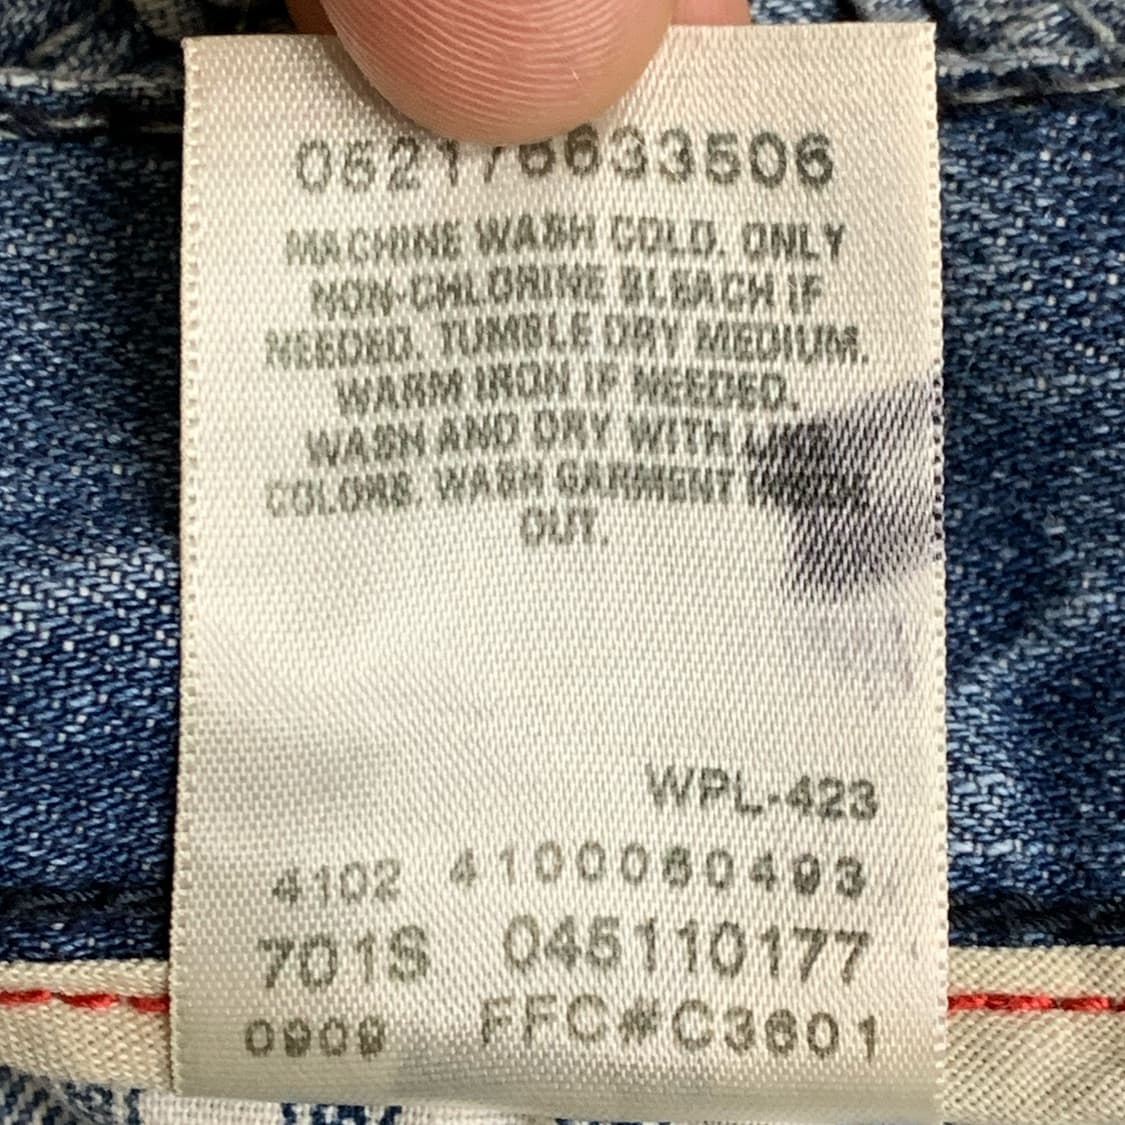 052176633506
MACHINE WASH COLD. ONLY
NON-CHLORINE BLEACH IF
NEEDED. TUMBLE DRY MEDIUM.
WARM IRON IF NEEDED.
WASH AND DRY WITH
COLORS. WASH GARMENT
OUT.
WPL-423
4102 4100060493
701S 045110177
0909 FFC#C3601